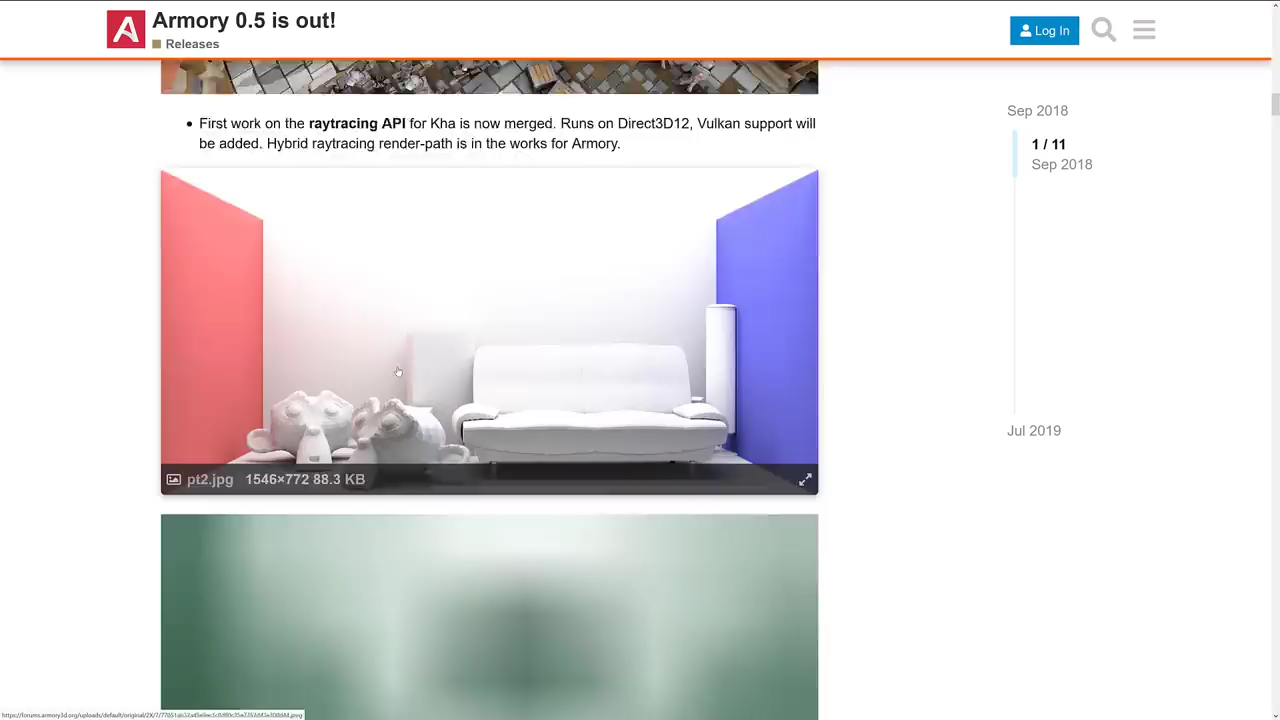 Armory 0.5 is out!
Releases
Log In
First work on the raytracing API for Kha is now merged. Runs on Direct3D12, Vulkan support will
be added. Hybrid raytracing render-path is in the works for Armory.
Sep 2018
1 / 11
Sep 2018
Jul 2019
pt2.jpg 1546×772 88.3 KB